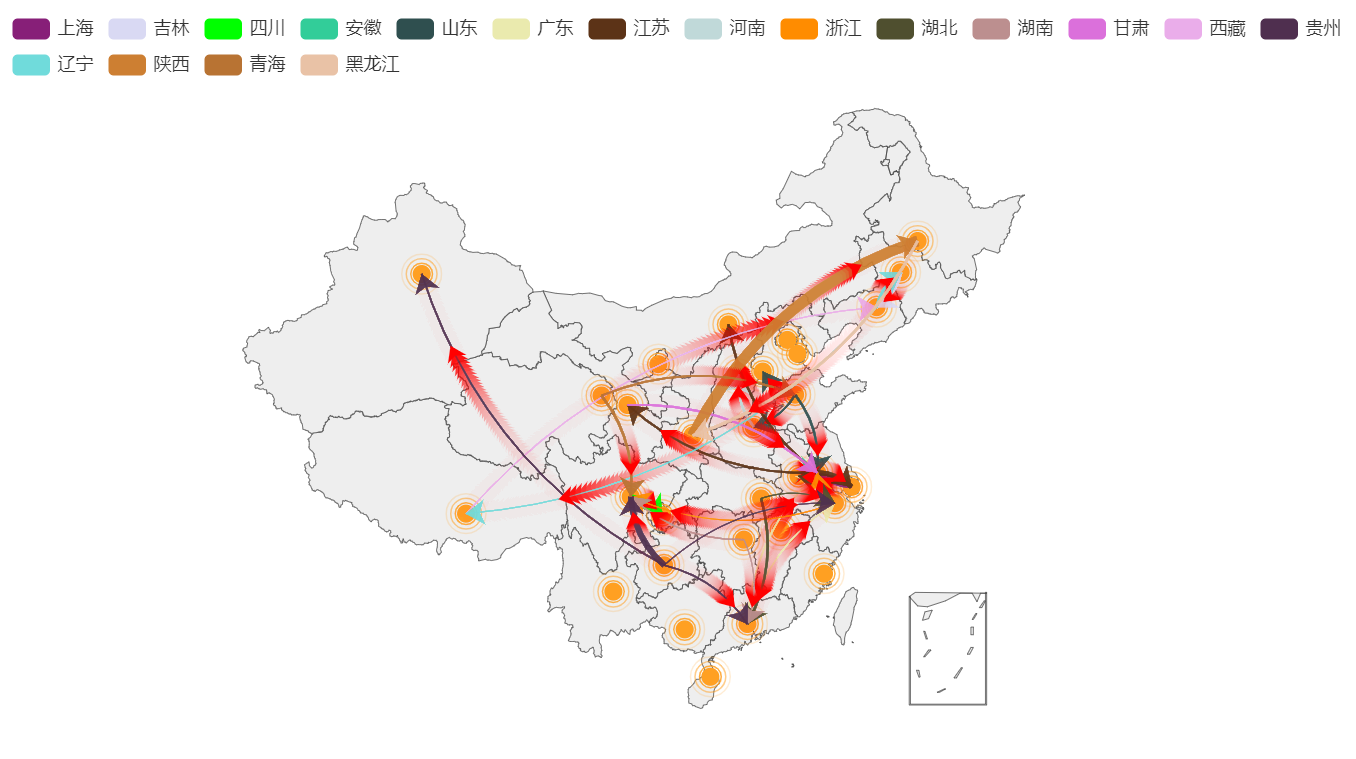 上海 吉林 四川 安徽 山东 广东 江苏 河南 浙江 湖北 湖南 甘肃 西藏 贵州
辽宁 陕西 青海 黑龙江